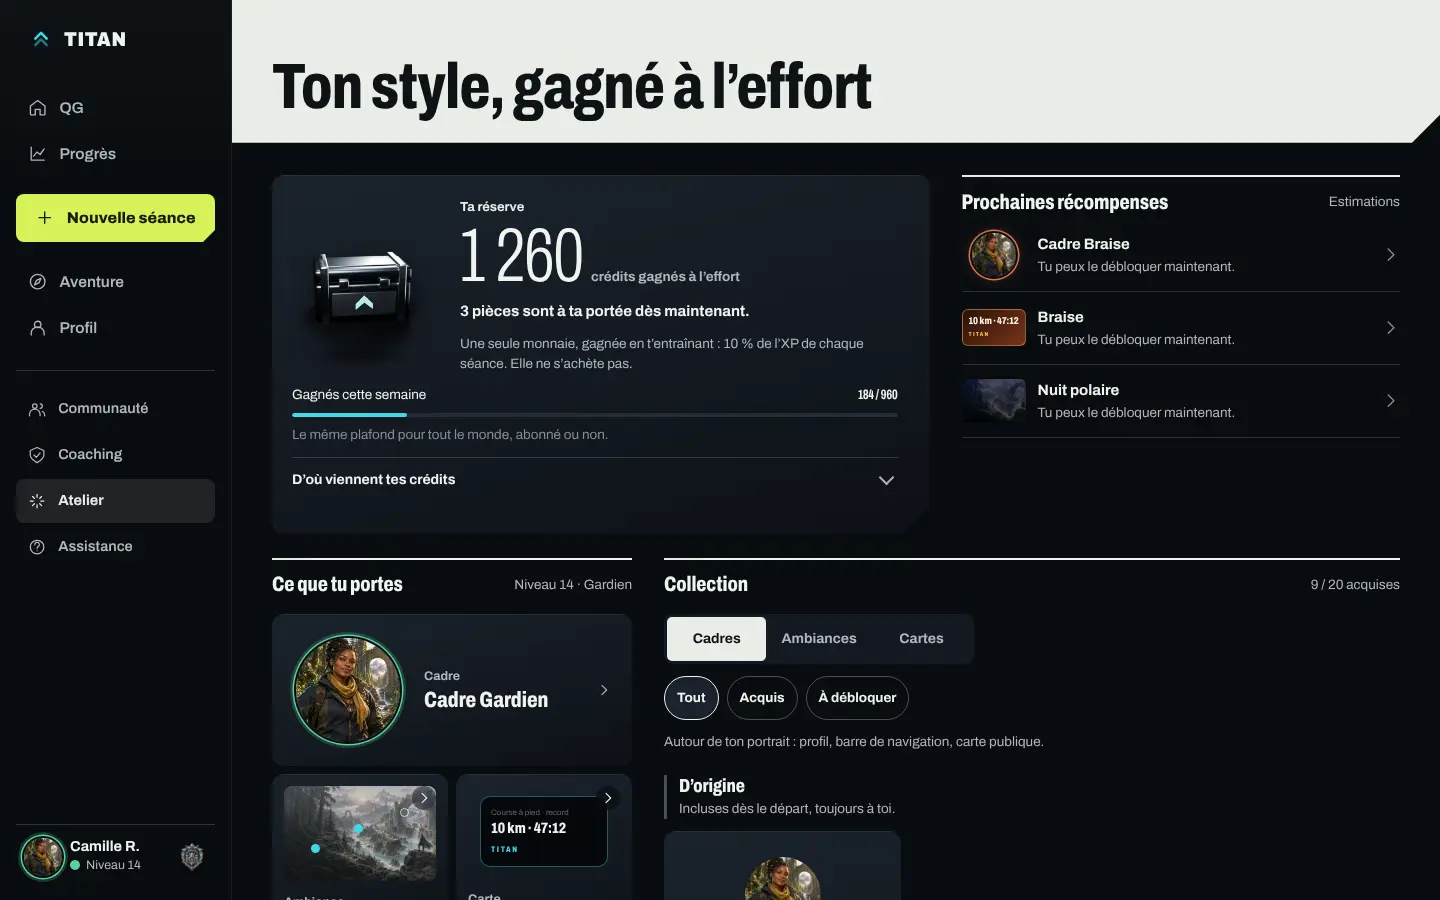 TITAN
QG
Progrès
Nouvelle séance
Aventure
Profil
Communauté
Coaching
Atelier
Assistance
Camille R.
Niveau 14
Ton style, gagné à l’effort
Ta réserve
1 260 crédits gagnés à l’effort
3 pièces sont à ta portée dès maintenant.
Une seule monnaie, gagnée en t’entraînant : 10 % de l’XP de chaque
séance. Elle ne s’achète pas.
Gagnés cette semaine 184 / 960
Le même plafond pour tout le monde, abonné ou non.
D’où viennent tes crédits
Prochaines récompenses Estimations
Cadre Braise
Tu peux le débloquer maintenant.
10 km · 47:12
TITAN
Braise
Tu peux le débloquer maintenant.
Nuit polaire
Tu peux le débloquer maintenant.
Ce que tu portes Niveau 14 · Gardien
Cadre
Cadre Gardien
Course à pied · record
10 km · 47:12
TITAN
Ambiance
Carte
Collection 9 / 20 acquises
Cadres Ambiances Cartes
Tout Acquis À débloquer
Autour de ton portrait : profil, barre de navigation, carte publique.
D’origine
Incluses dès le départ, toujours à toi.